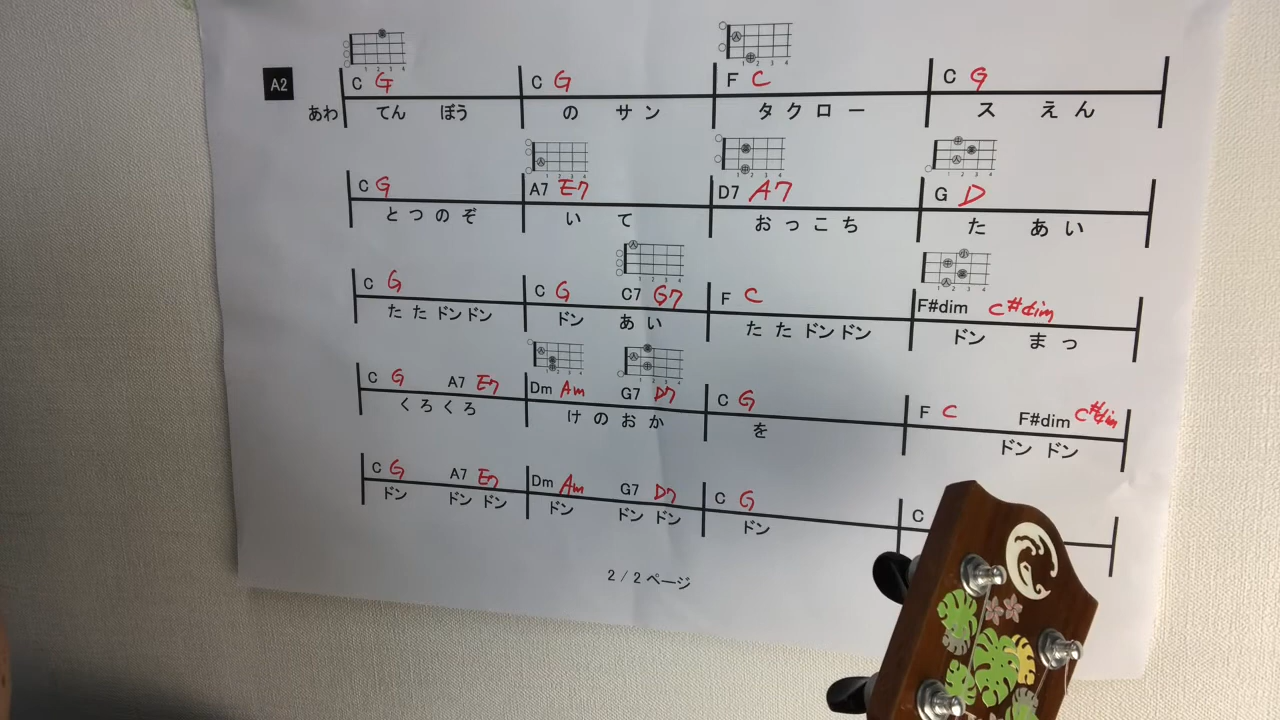 A2 C G C G F C C G
あわ てん ぼう の サ ン タ ク ロ ー ス え ん
C G A7 E7 D7 A7 G D
と つ の ぞ い て お っ こ ち た あ い
C G C G C7 G7 F C F#dim C#dim
た た ドン ドン ドン あ い た た ドン ドン ドン ま っ
C G A7 E7 Dm Am G7 D7 C G F C F#dim C#dim
く ろ く ろ け の お か を ドン ドン
C G A7 E7 Dm Am G7 D7 C G C
ドン ドン ドン ドン ドン ドン ドン
2 / 2 ページ